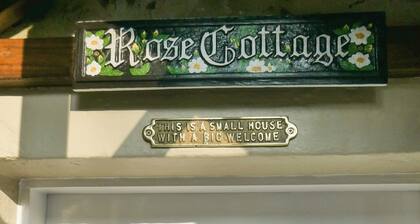 Rose Cottage
THIS IS A SMALL HOUSE
WITH A BIG WELCOME